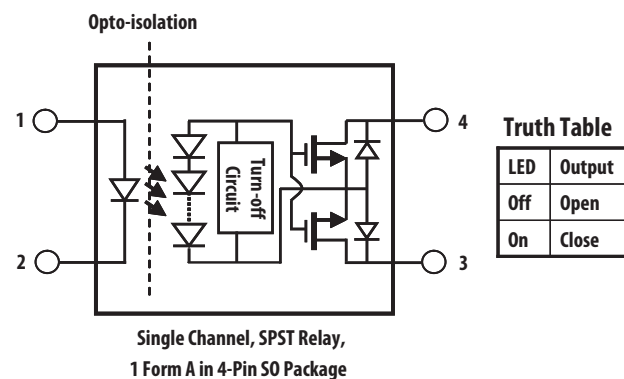 Opto-isolation
1
2
4
3
Turn-off
Circuit
Truth Table
LED Output
Off Open
On Close
Single Channel, SPST Relay,
1 Form A in 4-Pin SO Package